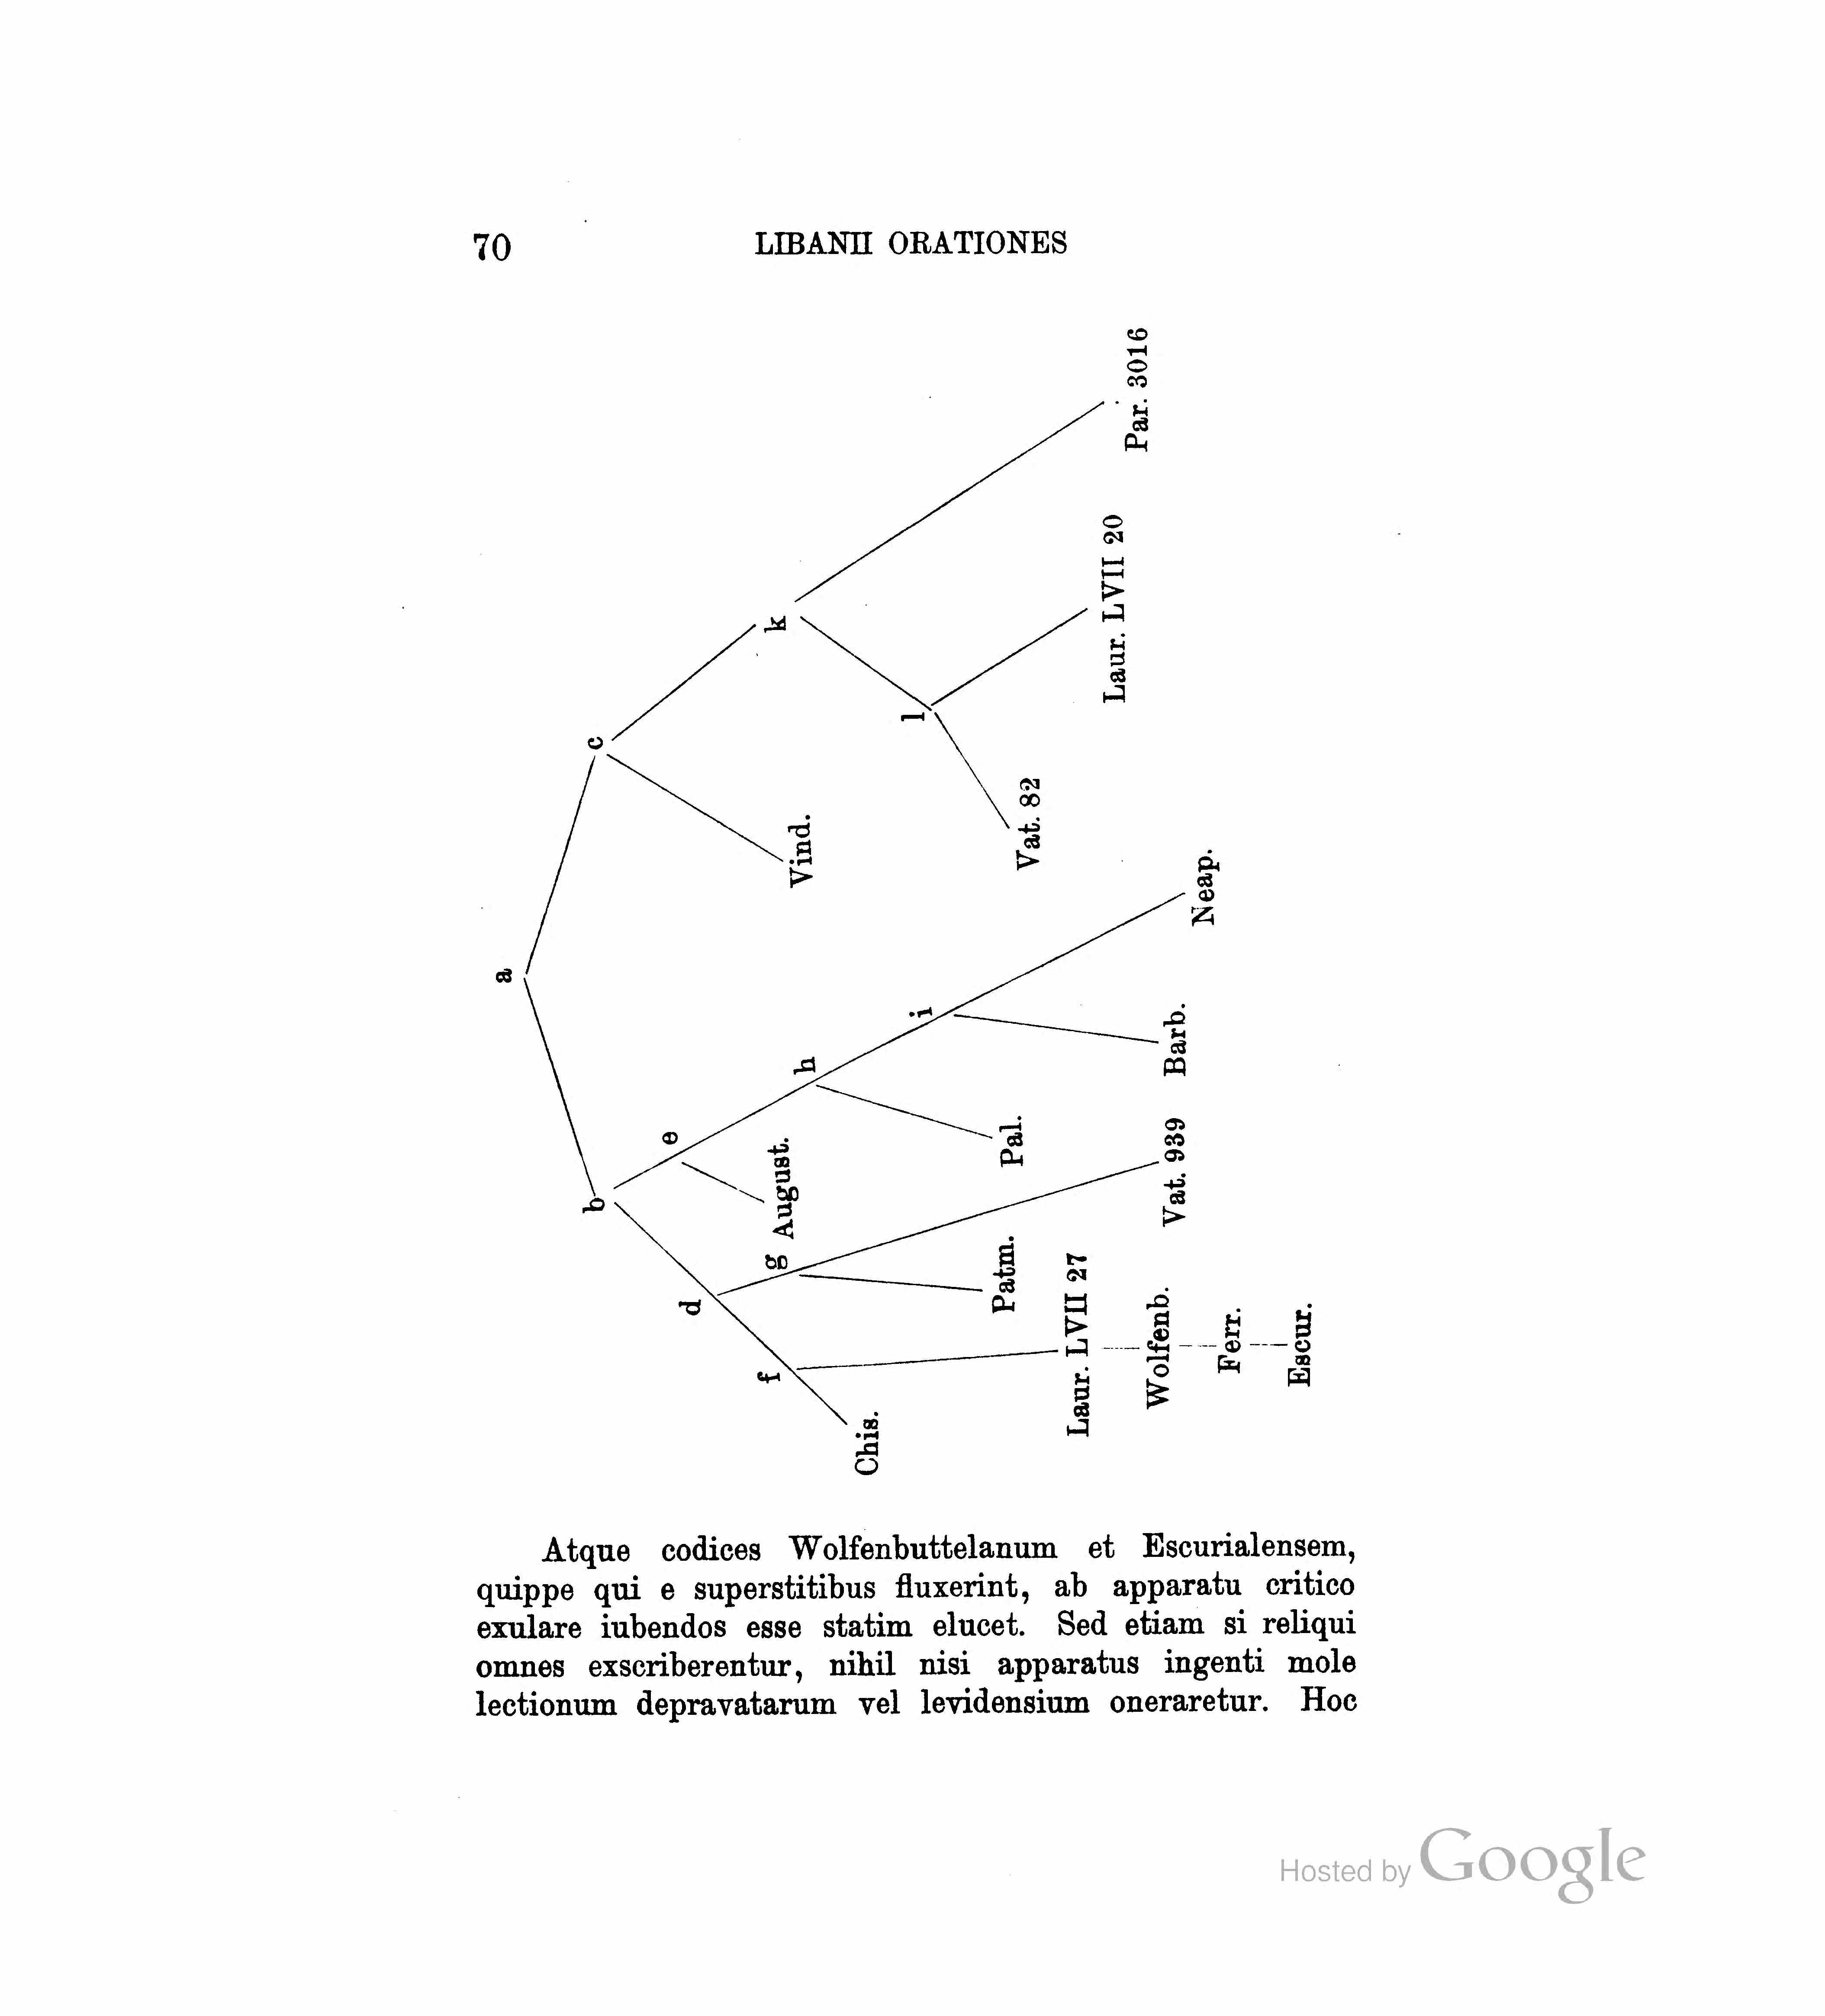 70 LIBANII ORATIONES
a
b
c
d
e
f
g
h
i
k
l
Chis.
Laur. LVII 27
Wolfenb.
Ferr.
Escur.
Patm.
Vat. 939
August.
Pal.
Barb.
Neap.
Vind.
Vat. 82
Laur. LVII 20
Par. 3016
Atque codices Wolfenbuttelanum et Escurialensem,
quippe qui e superstitibus fluxerint, ab apparatu critico
exulare iubendos esse statim elucet. Sed etiam si reliqui
omnes exscriberentur, nihil nisi apparatus ingenti mole
lectionum depravatarum vel levidensium oneraretur. Hoc
Hosted by Google